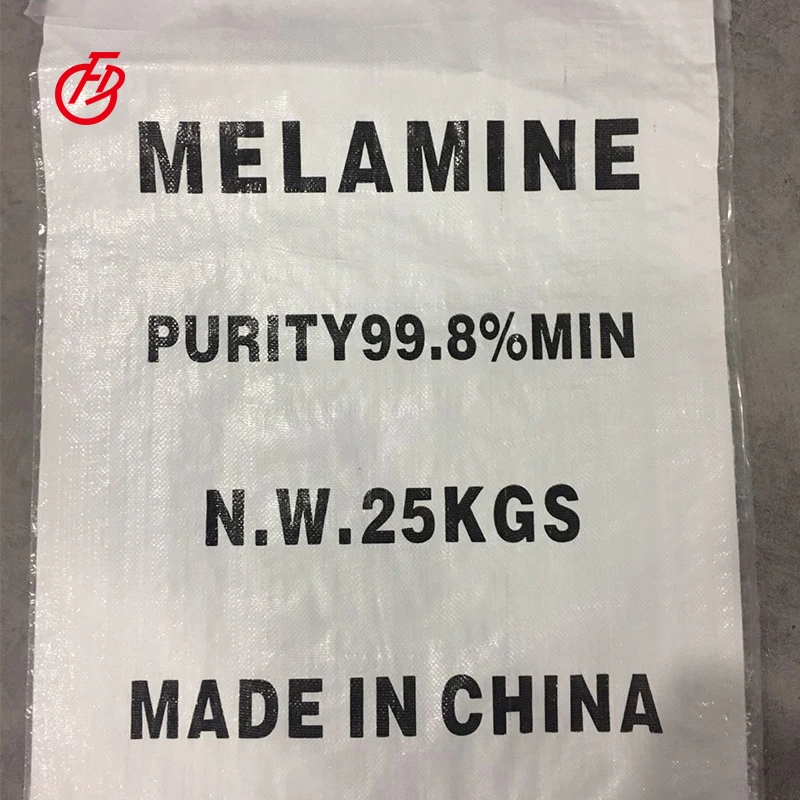 MELAMINE
PURITY99.8%MIN
N.W.25KGS
MADE IN CHINA